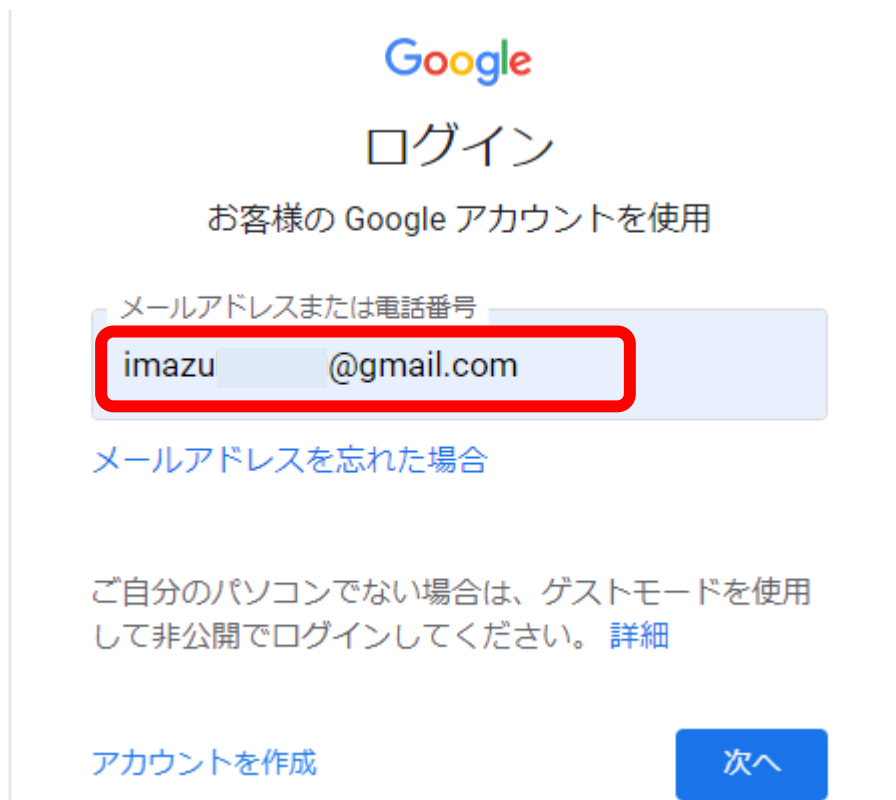 Google
ログイン
お客様の Google アカウントを使用
メールアドレスまたは電話番号
imazu @gmail.com
メールアドレスを忘れた場合
ご自分のパソコンでない場合は、ゲストモードを使用
して非公開でログインしてください。 詳細
アカウントを作成
次へ